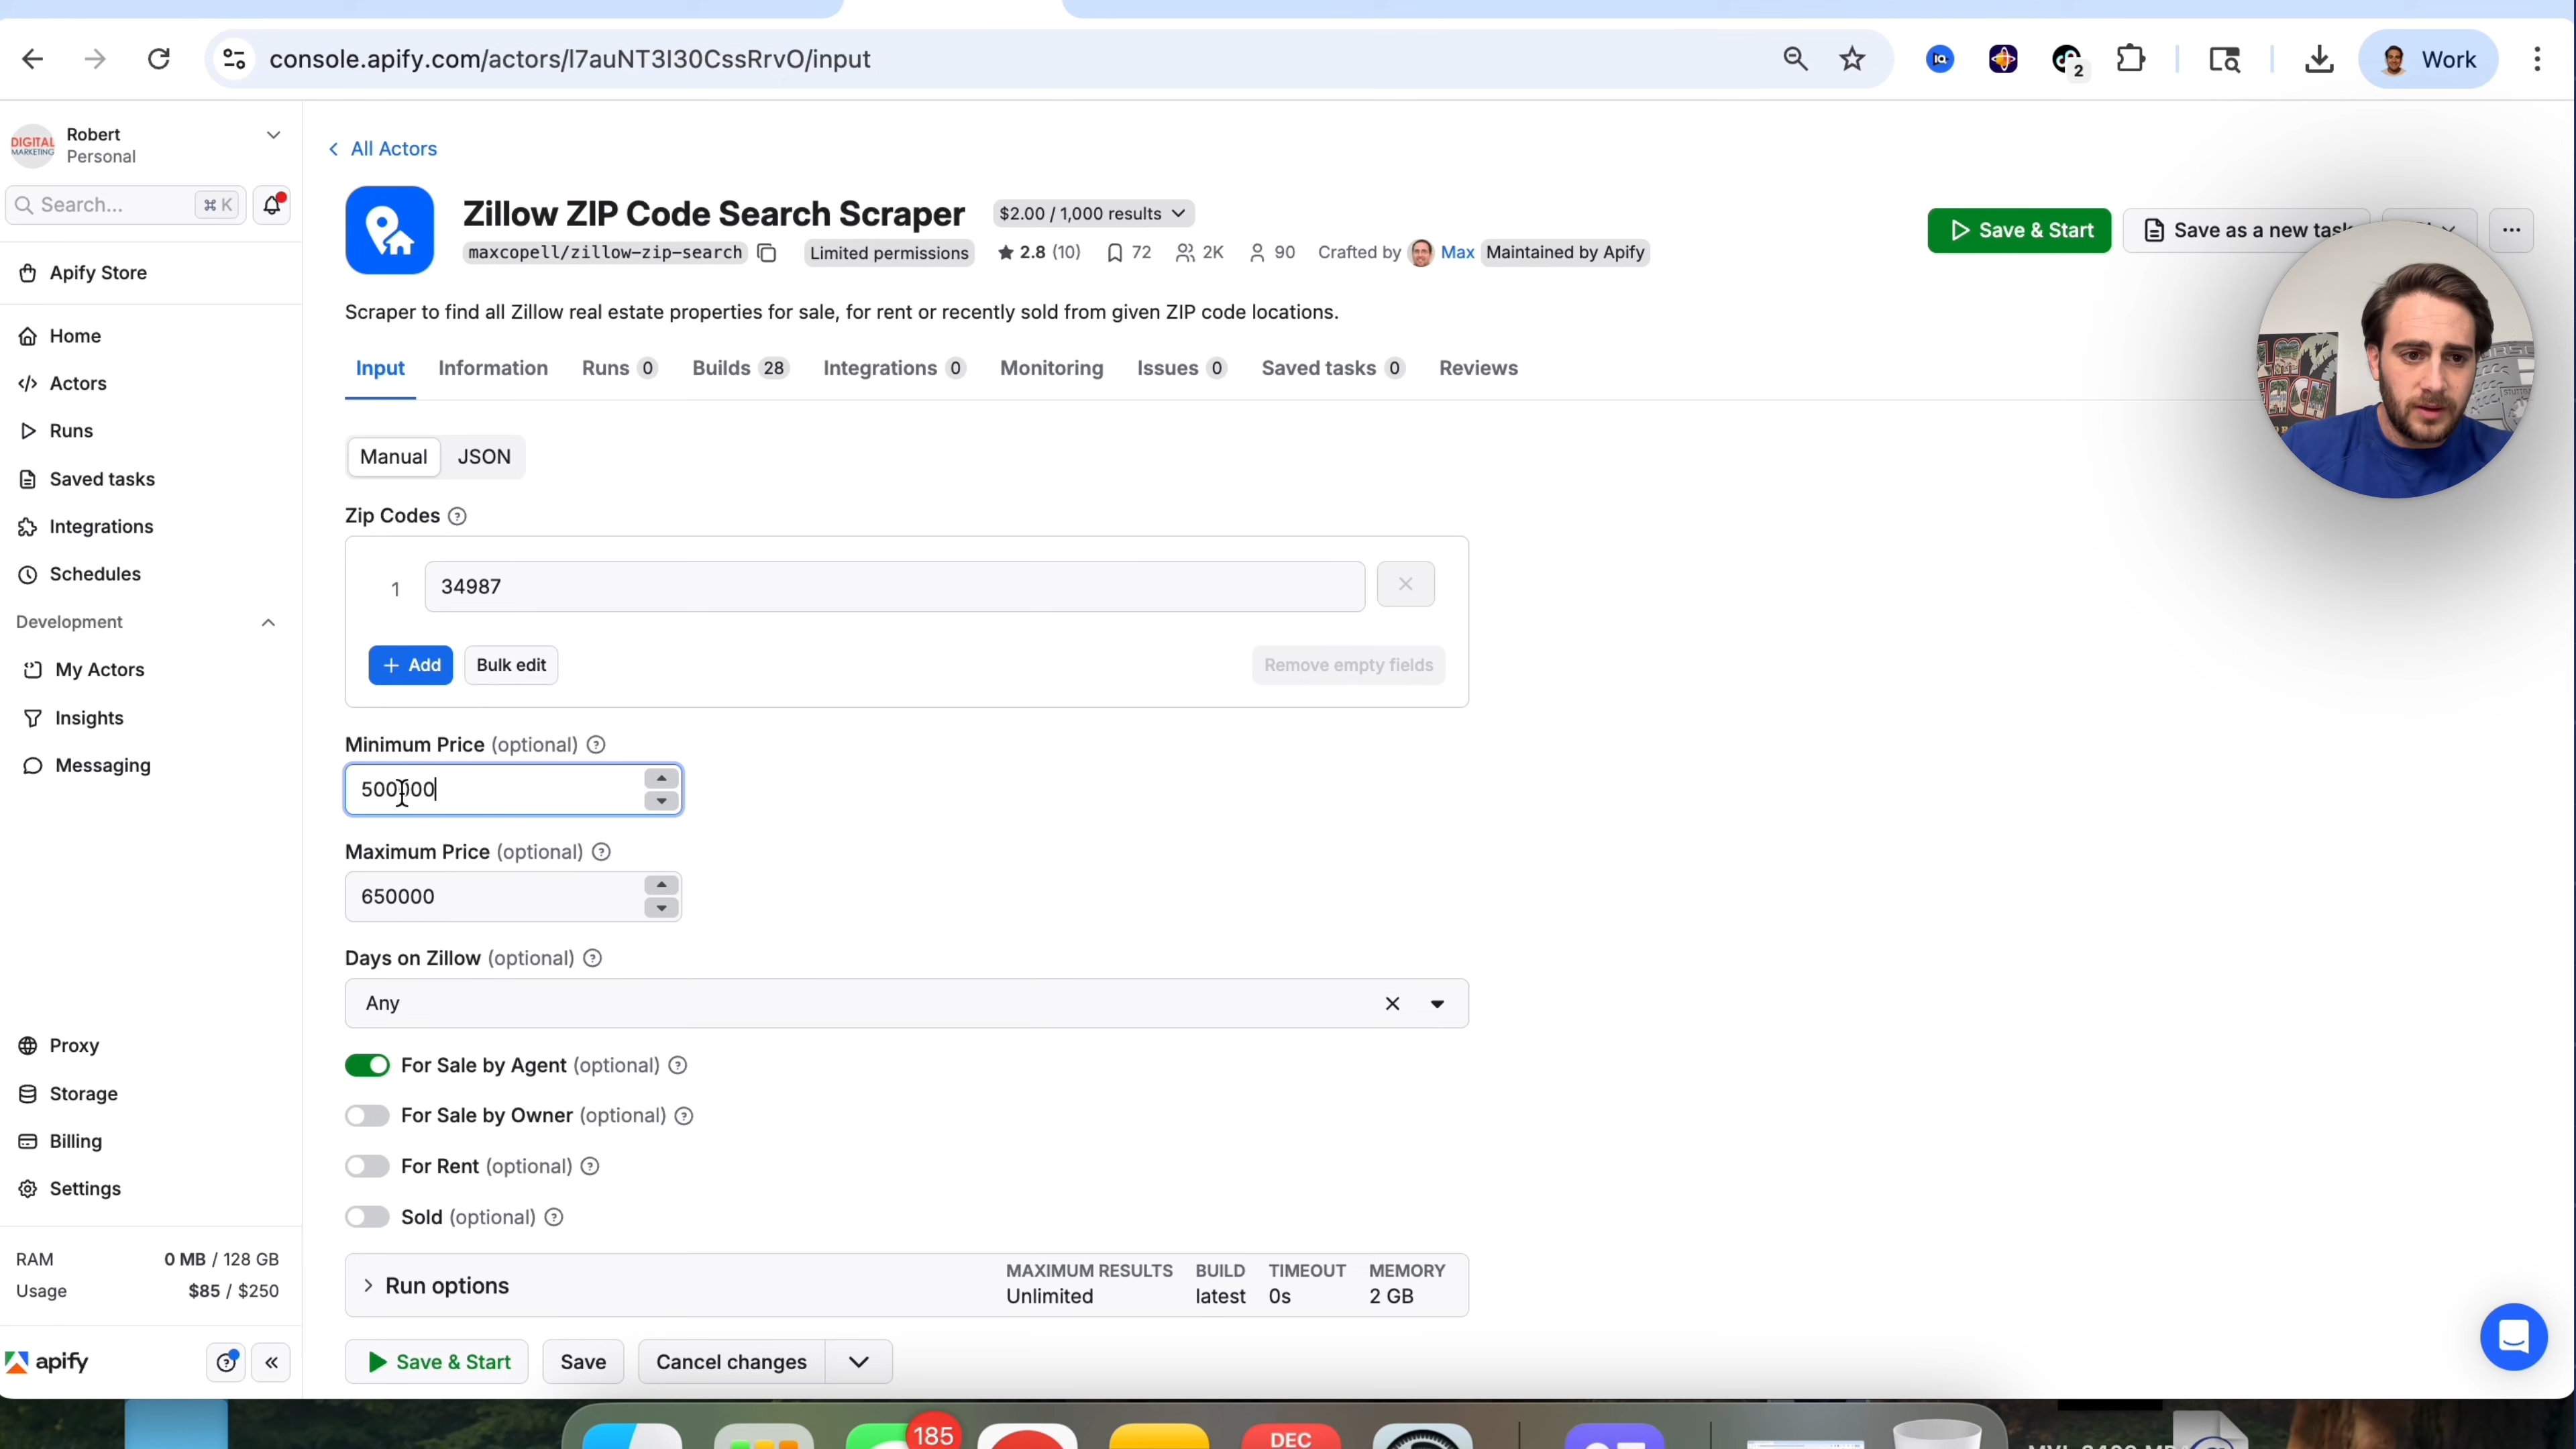 console.apify.com/actors/l7auNT3I30CssRrvO/input
2
Work
DIGITAL
MARKETING
Robert
Personal
Search...
⌘ K
Apify Store
Home
Actors
Runs
Saved tasks
Integrations
Schedules
Development
My Actors
Insights
Messaging
Proxy
Storage
Billing
Settings
RAM 0 MB / 128 GB
Usage $85 / $250
apify
All Actors
Zillow ZIP Code Search Scraper
$2.00 / 1,000 results
maxcopell/zillow-zip-search
Limited permissions
2.8 (10)
72
2K
90
Crafted by Max
Maintained by Apify
Save & Start
Save as a new task
Scraper to find all Zillow real estate properties for sale, for rent or recently sold from given ZIP code locations.
Input
Information
Runs 0
Builds 28
Integrations 0
Monitoring
Issues 0
Saved tasks 0
Reviews
Manual
JSON
Zip Codes
1
34987
+ Add
Bulk edit
Remove empty fields
Minimum Price (optional)
500000
Maximum Price (optional)
650000
Days on Zillow (optional)
Any
For Sale by Agent (optional)
For Sale by Owner (optional)
For Rent (optional)
Sold (optional)
Run options
MAXIMUM RESULTS
Unlimited
BUILD
latest
TIMEOUT
0s
MEMORY
2 GB
Save & Start
Save
Cancel changes
185
DEC